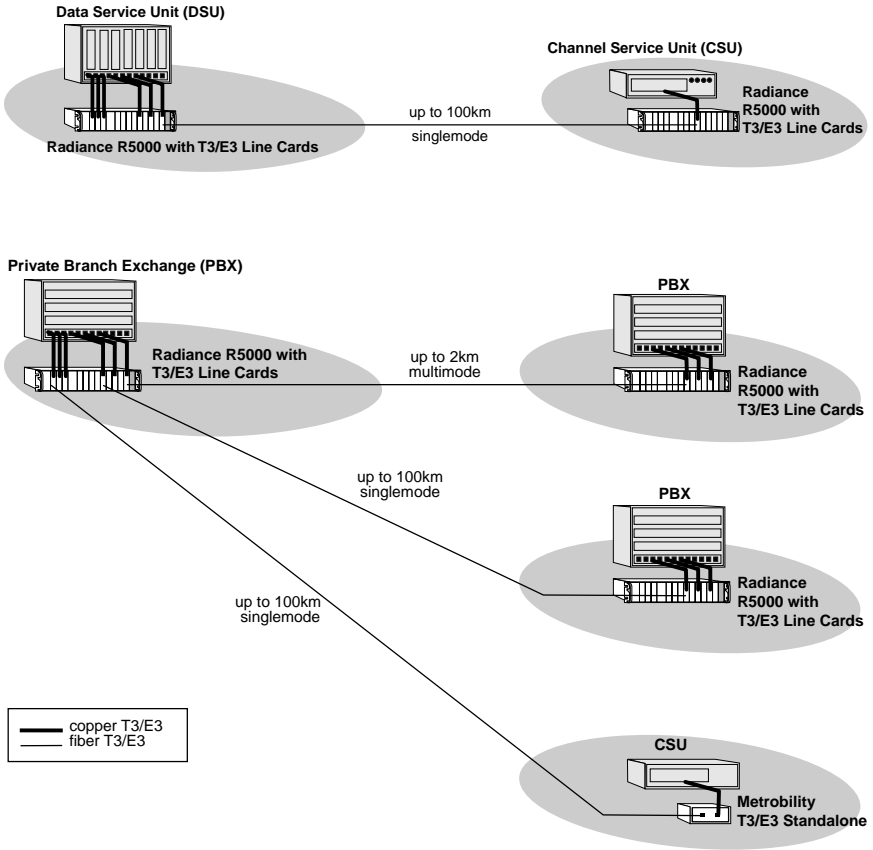 Data Service Unit (DSU)
Channel Service Unit (CSU)
Radiance
R5000 with
T3/E3 Line Cards
up to 100km
singlemode
Radiance R5000 with T3/E3 Line Cards
Private Branch Exchange (PBX)
PBX
Radiance R5000 with
T3/E3 Line Cards
up to 2km
multimode
Radiance
R5000 with
T3/E3 Line Cards
up to 100km
singlemode
PBX
Radiance
R5000 with
T3/E3 Line Cards
up to 100km
singlemode
copper T3/E3
fiber T3/E3
CSU
Metrobility
T3/E3 Standalone